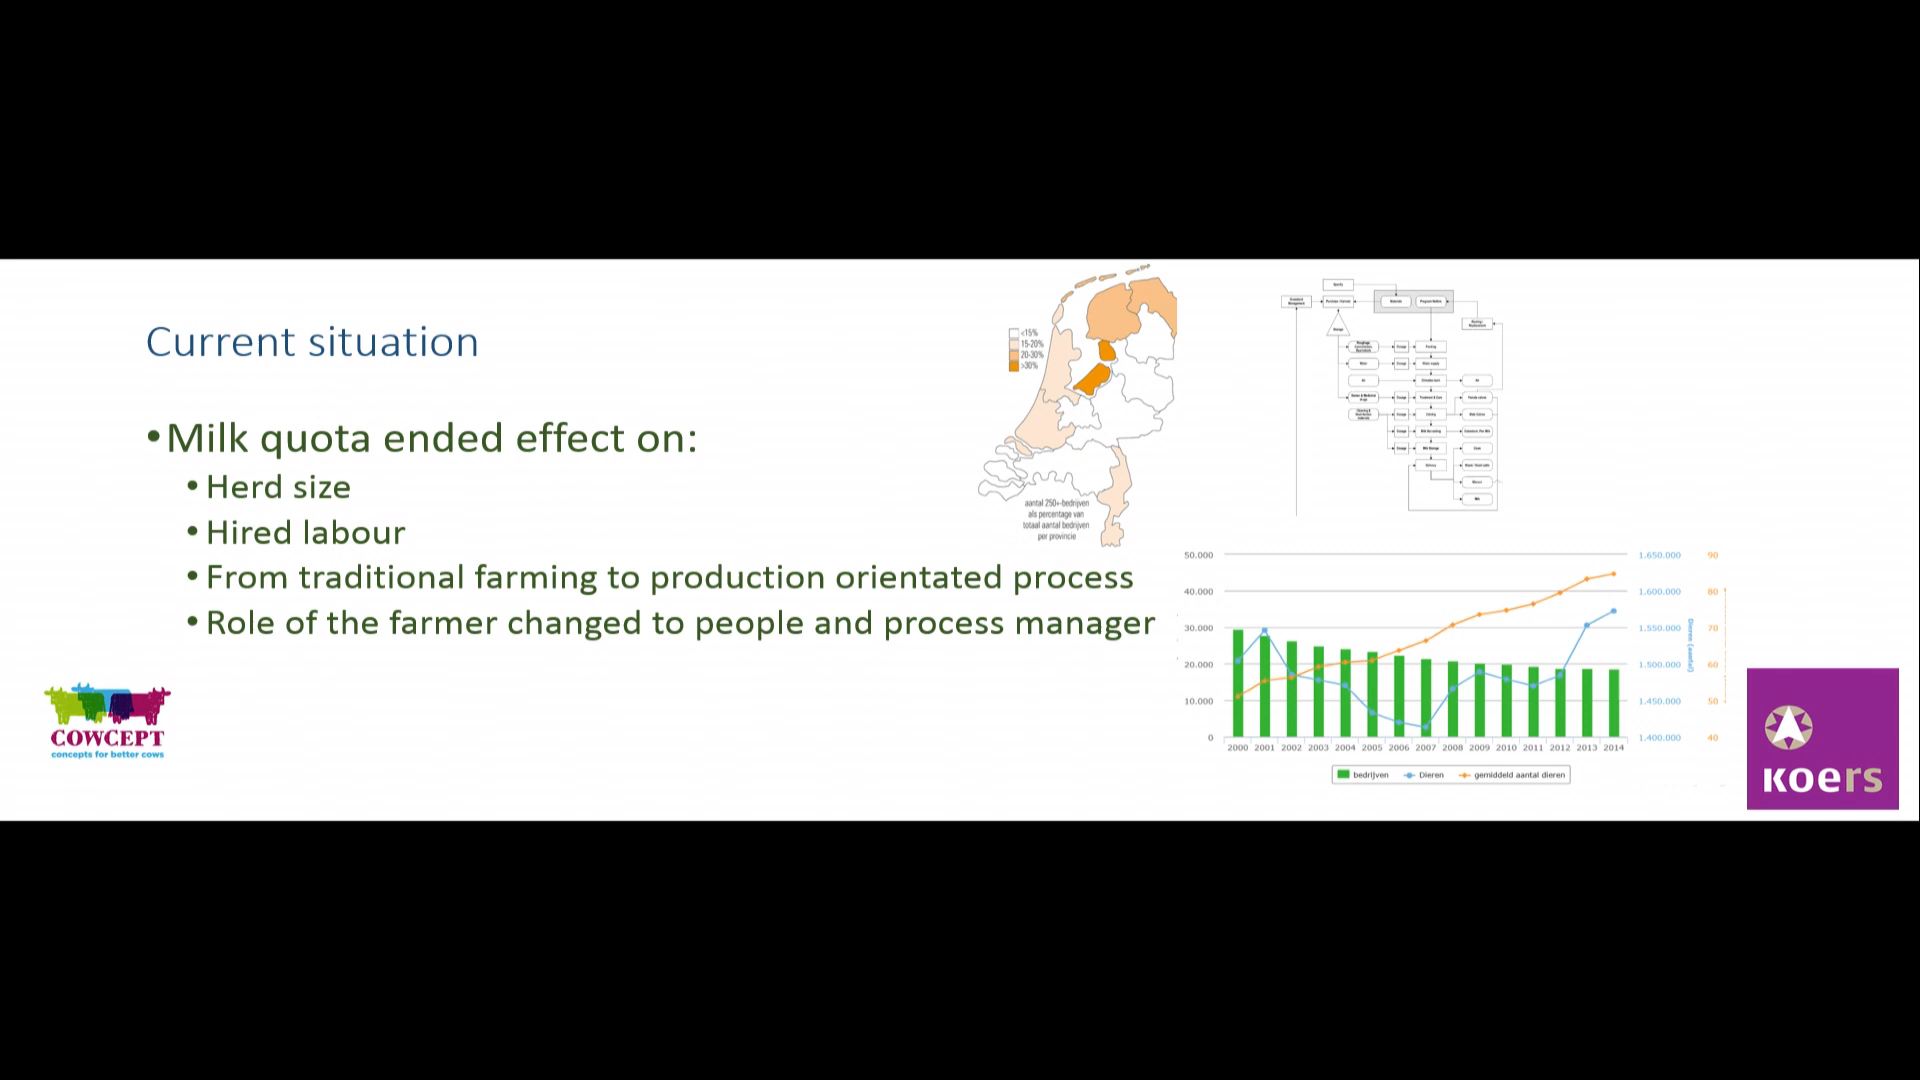 Current situation
•Milk quota ended effect on:
•Herd size
•Hired labour
•From traditional farming to production orientated process
•Role of the farmer changed to people and process manager
COWCEPT
concepts for better cows
<15%
15-20%
20-30%
>30%
aantal 250+-bedrijven
als percentage van
totaal aantal bedrijven
per provincie
50.000
40.000
30.000
20.000
10.000
0
2000 2001 2002 2003 2004 2005 2006 2007 2008 2009 2010 2011 2012 2013 2014
1.650.000
1.600.000
1.550.000
1.500.000
1.450.000
1.400.000
Dieren (aantal)
90
80
70
60
50
40
bedrijven Dieren gemiddeld aantal dieren
KOERS